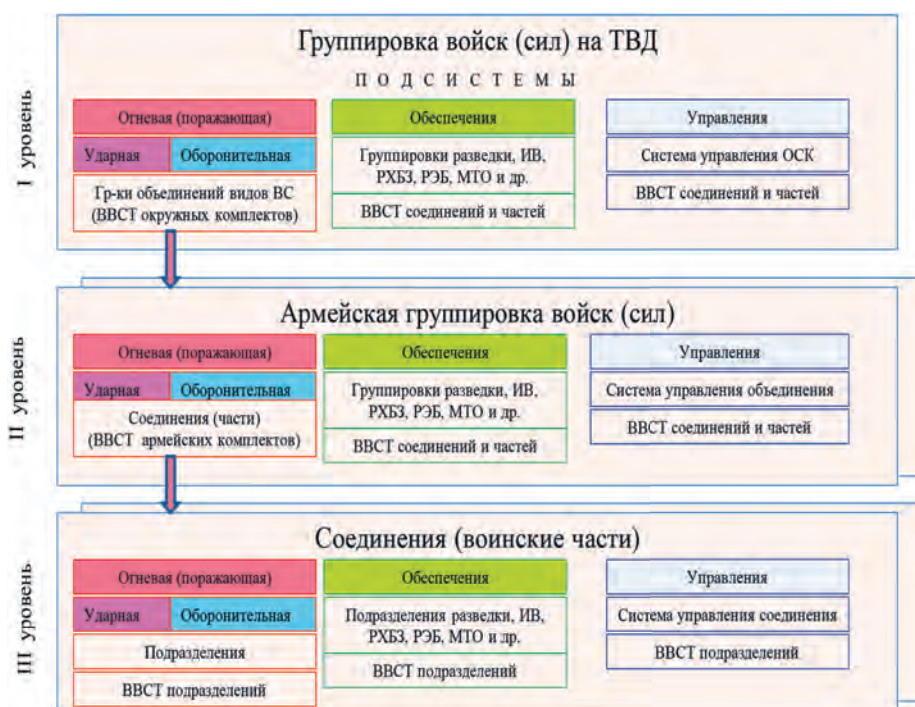 I уровень
Группировка войск (сил) на ТВД
ПОДСИСТЕМЫ
Огневая (поражающая)
Ударная
Оборонительная
Гр-ки объединений видов ВС
(ВВСТ окружных комплектов)
Обеспечения
Группировки разведки, ИВ,
РХБЗ, РЭБ, МТО и др.
ВВСТ соединений и частей
Управления
Система управления ОСК
ВВСТ соединений и частей
II уровень
Армейская группировка войск (сил)
Огневая (поражающая)
Ударная
Оборонительная
Соединения (части)
(ВВСТ армейских комплектов)
Обеспечения
Группировки разведки, ИВ,
РХБЗ, РЭБ, МТО и др.
ВВСТ соединений и частей
Управления
Система управления объединения
ВВСТ соединений и частей
III уровень
Соединения (воинские части)
Огневая (поражающая)
Ударная
Оборонительная
Подразделения
ВВСТ подразделений
Обеспечения
Подразделения разведки, ИВ,
РХБЗ, РЭБ, МТО и др.
ВВСТ подразделений
Управления
Система управления соединения
ВВСТ подразделений